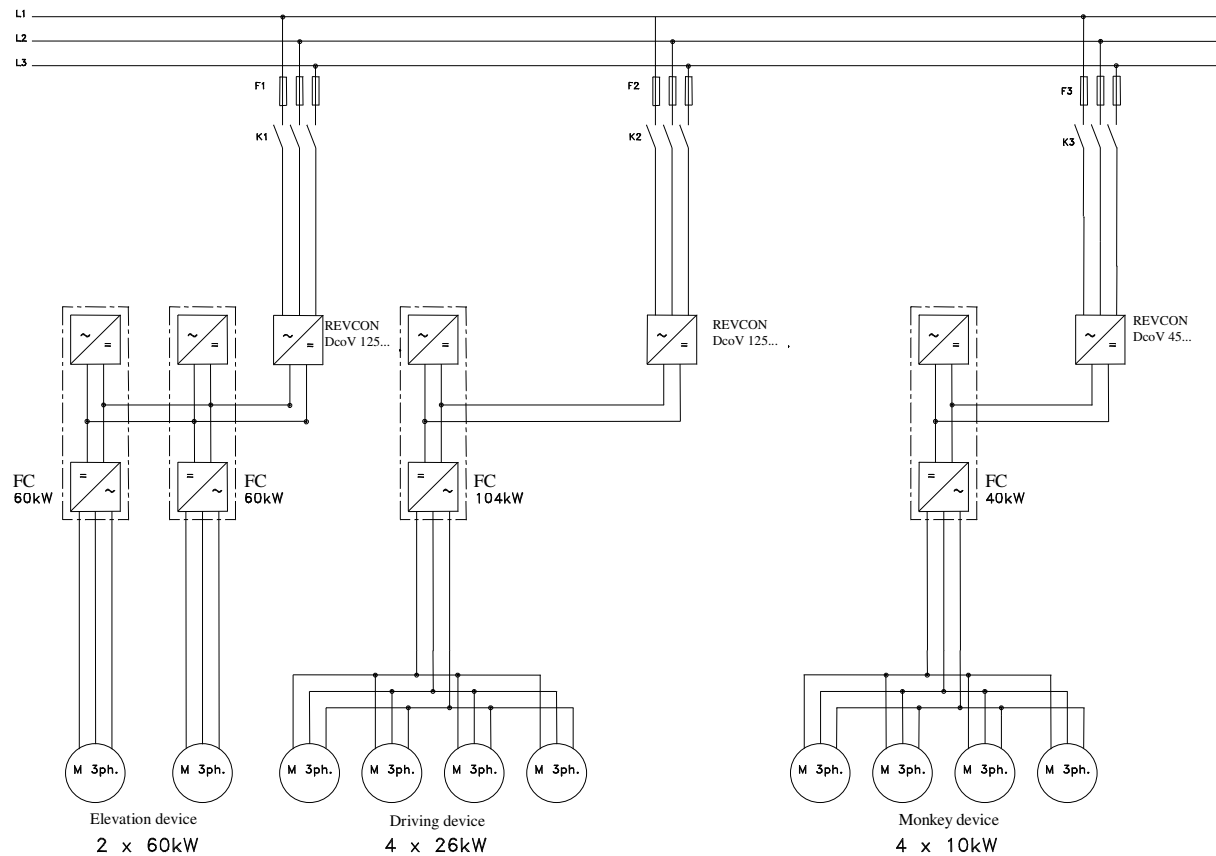 L1
L2
L3
F1
F2
F3
K1
K2
K3
REVCON
DcoV 125...
REVCON
DcoV 125...
REVCON
DcoV 45...
~
=
~
=
~
=
~
=
~
=
~
=
~
=
FC
60kW
=
~
=
~
FC
60kW
=
~
FC
104kW
=
~
FC
40kW
M 3ph.
M 3ph.
M 3ph.
M 3ph.
M 3ph.
M 3ph.
M 3ph.
M 3ph.
M 3ph.
M 3ph.
Elevation device
2 x 60kW
Driving device
4 x 26kW
Monkey device
4 x 10kW